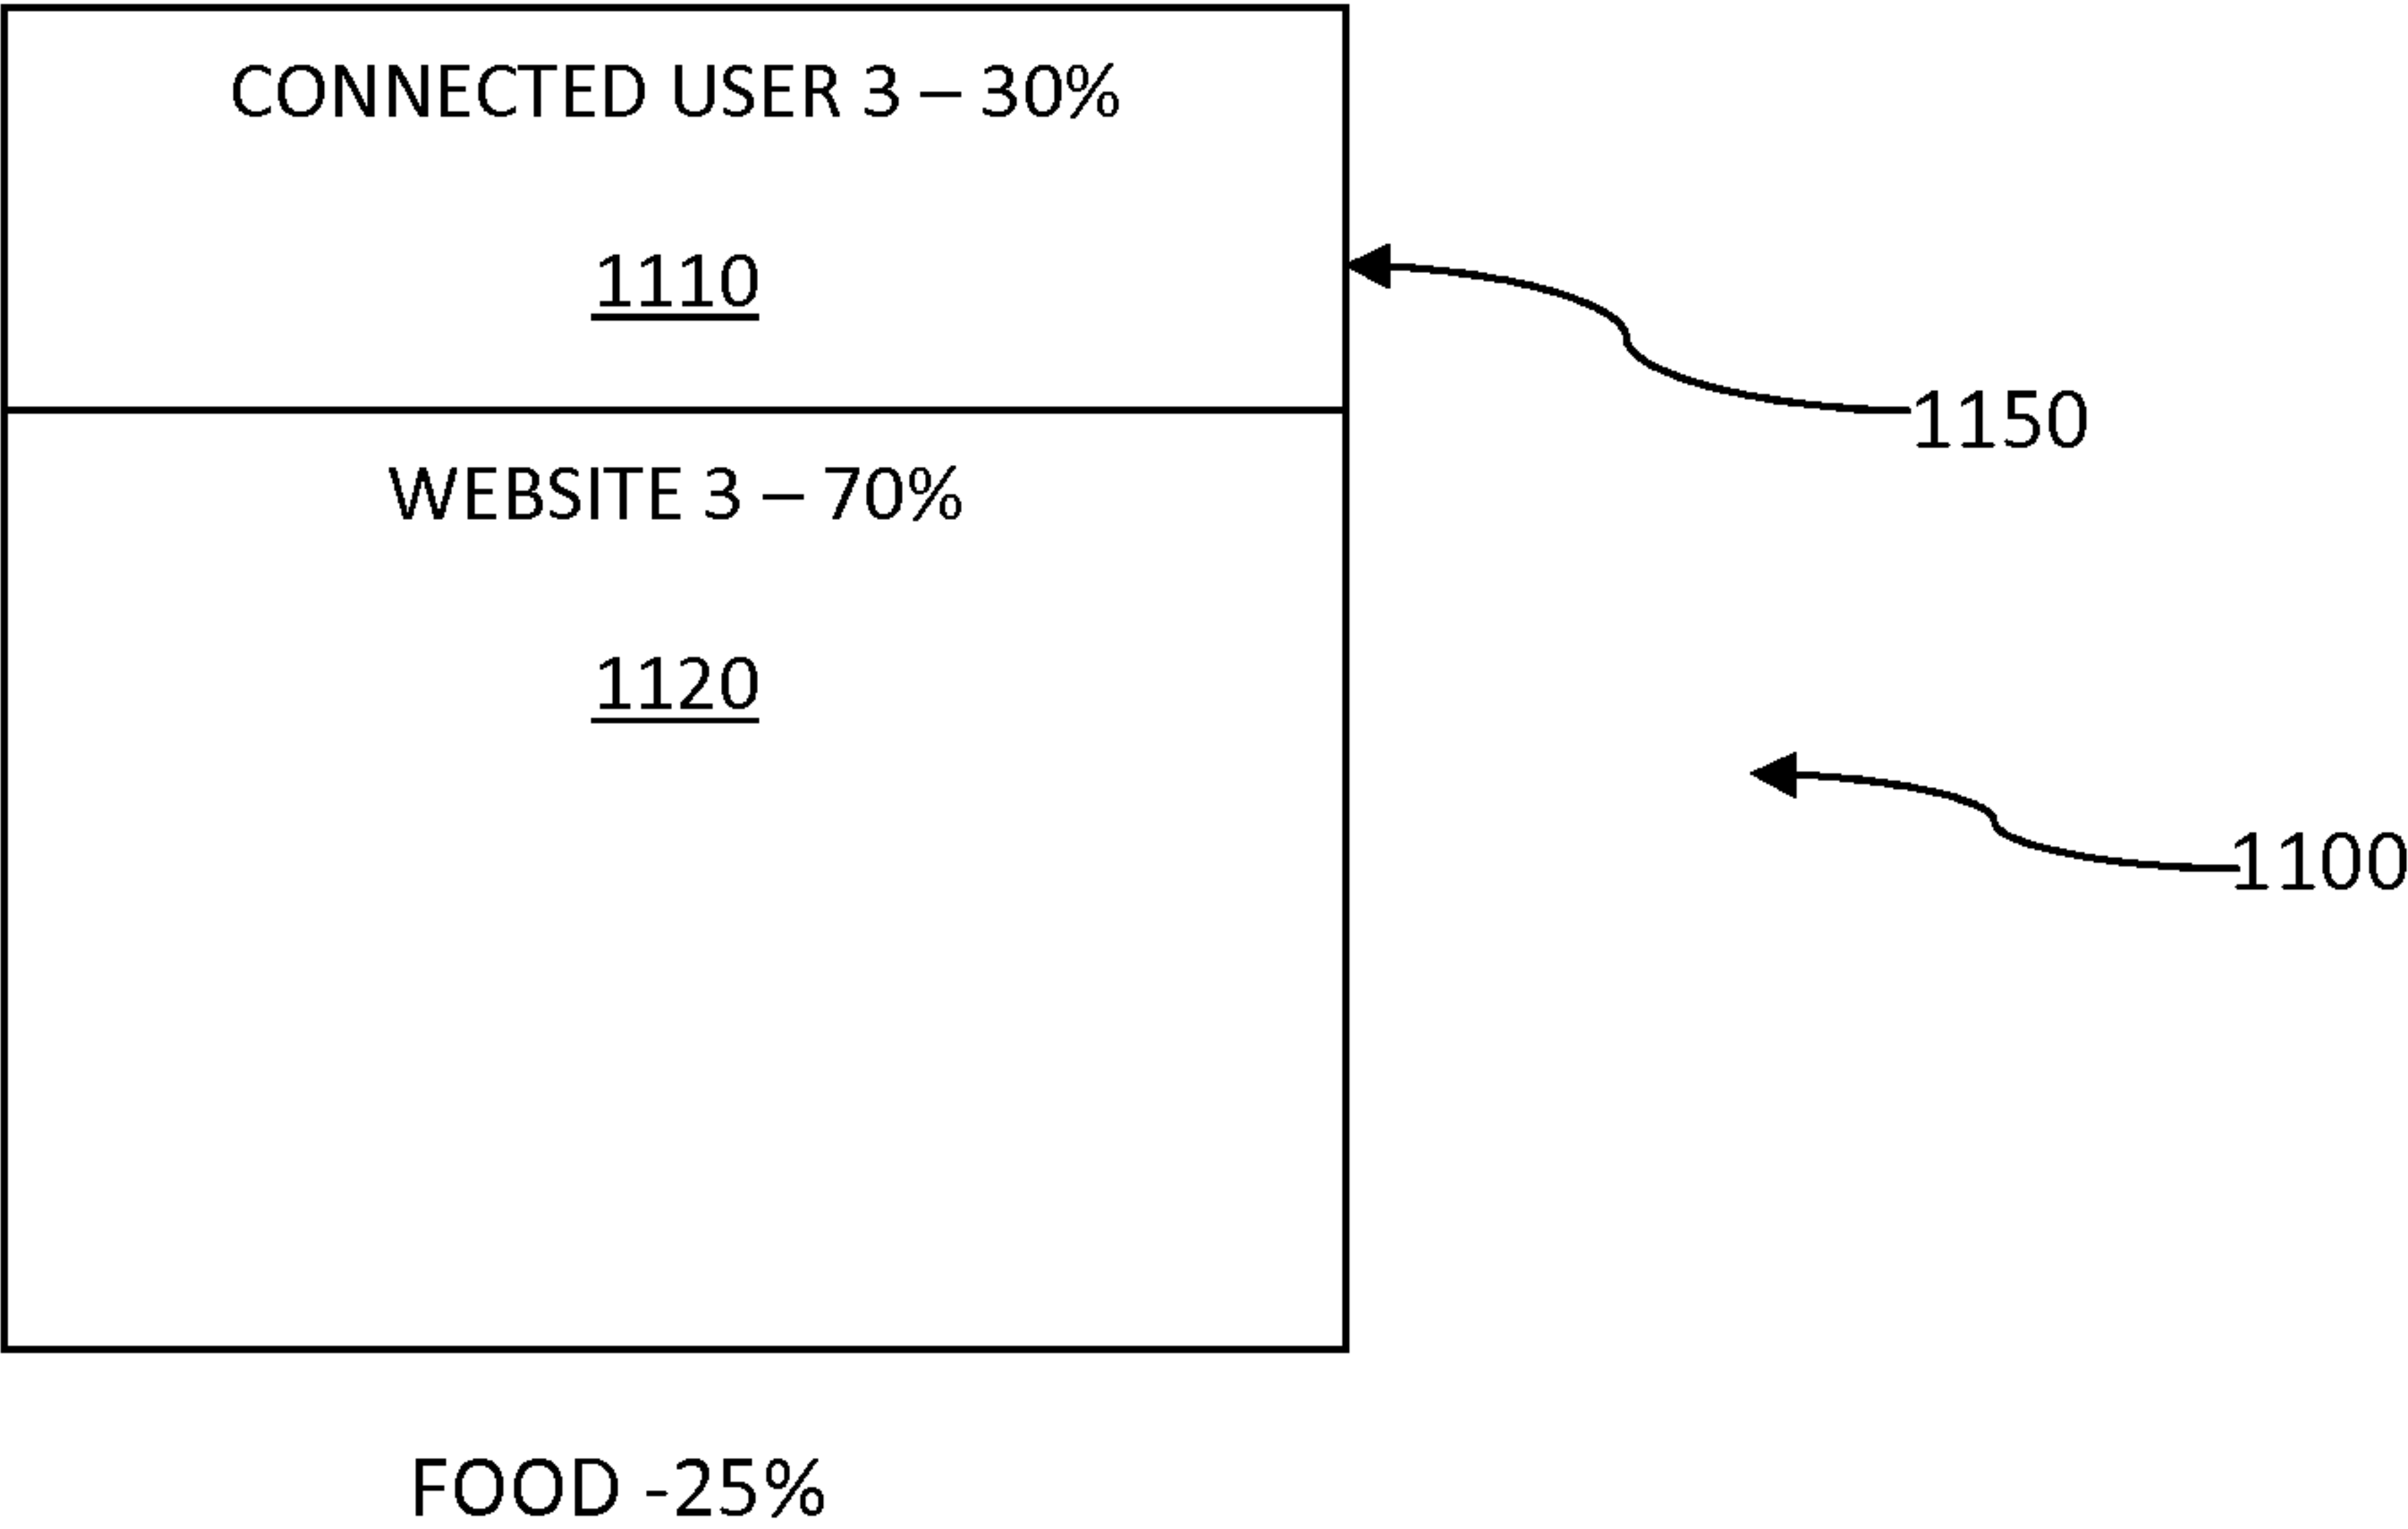 CONNECTED USER 3 – 30%
1110
1150
WEBSITE 3 – 70%
1120
1100
FOOD -25%